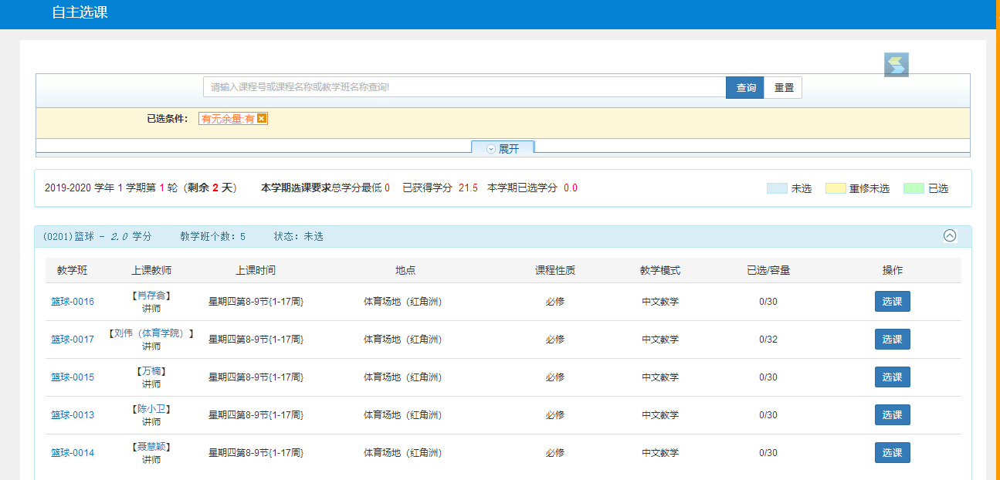 自主选课
请输入课程号或课程名称或教学班名称查询! 查询 重置
已选条件: 有无余量:有
展开
2019-2020 学年 1 学期第 1 轮（剩余 2 天） 本学期选课要求总学分最低 0 已获得学分 21.5 本学期已选学分 0.0 未选 重修未选 已选
(0201)篮球 - 2.0 学分 教学班个数: 5 状态: 未选
教学班 上课教师 上课时间 地点 课程性质 教学模式 已选/容量 操作
篮球-0016 【肖存翕】 星期四第8-9节{1-17周} 体育场地（红角洲） 必修 中文教学 0/30 选课
讲师
篮球-0017 【刘伟（体育学院）】 星期四第8-9节{1-17周} 体育场地（红角洲） 必修 中文教学 0/32 选课
讲师
篮球-0015 【万楠】 星期四第8-9节{1-17周} 体育场地（红角洲） 必修 中文教学 0/30 选课
讲师
篮球-0013 【陈小卫】 星期四第8-9节{1-17周} 体育场地（红角洲） 必修 中文教学 0/30 选课
讲师
篮球-0014 【聂慧颖】 星期四第8-9节{1-17周} 体育场地（红角洲） 必修 中文教学 0/30 选课
讲师